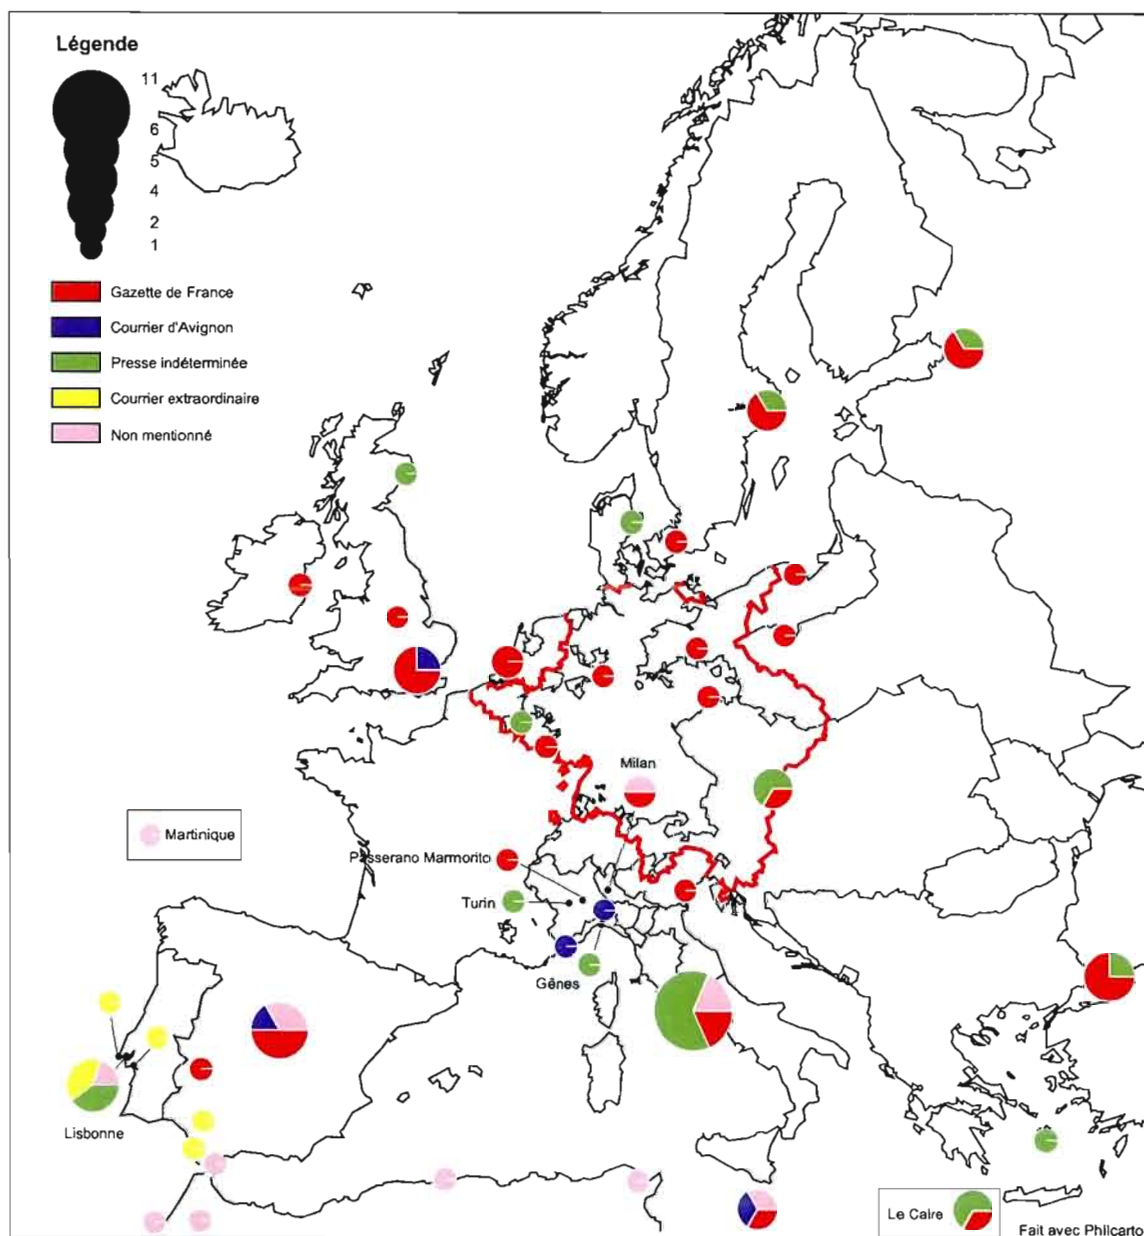 Légende
11
6
5
4
2
1
Gazette de France
Courrier d'Avignon
Presse indéterminée
Courrier extraordinaire
Non mentionné
Milan
Martinique
Passerano Marmorito
Turin
Gênes
Lisbonne
Le Caire
Fait avec Philcarto